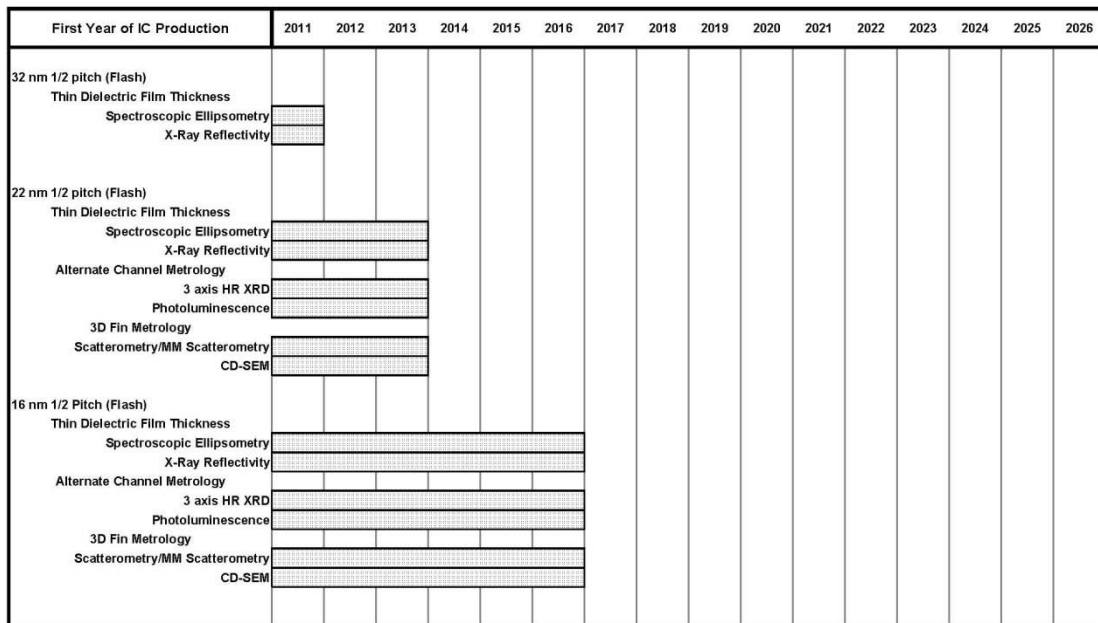 First Year of IC Production 2011 2012 2013 2014 2015 2016 2017 2018 2019 2020 2021 2022 2023 2024 2025 2026
32 nm 1/2 pitch (Flash)
Thin Dielectric Film Thickness
Spectroscopic Ellipsometry
X-Ray Reflectivity
22 nm 1/2 pitch (Flash)
Thin Dielectric Film Thickness
Spectroscopic Ellipsometry
X-Ray Reflectivity
Alternate Channel Metrology
3 axis HR XRD
Photoluminescence
3D Fin Metrology
Scatterometry/MM Scatterometry
CD-SEM
16 nm 1/2 Pitch (Flash)
Thin Dielectric Film Thickness
Spectroscopic Ellipsometry
X-Ray Reflectivity
Alternate Channel Metrology
3 axis HR XRD
Photoluminescence
3D Fin Metrology
Scatterometry/MM Scatterometry
CD-SEM